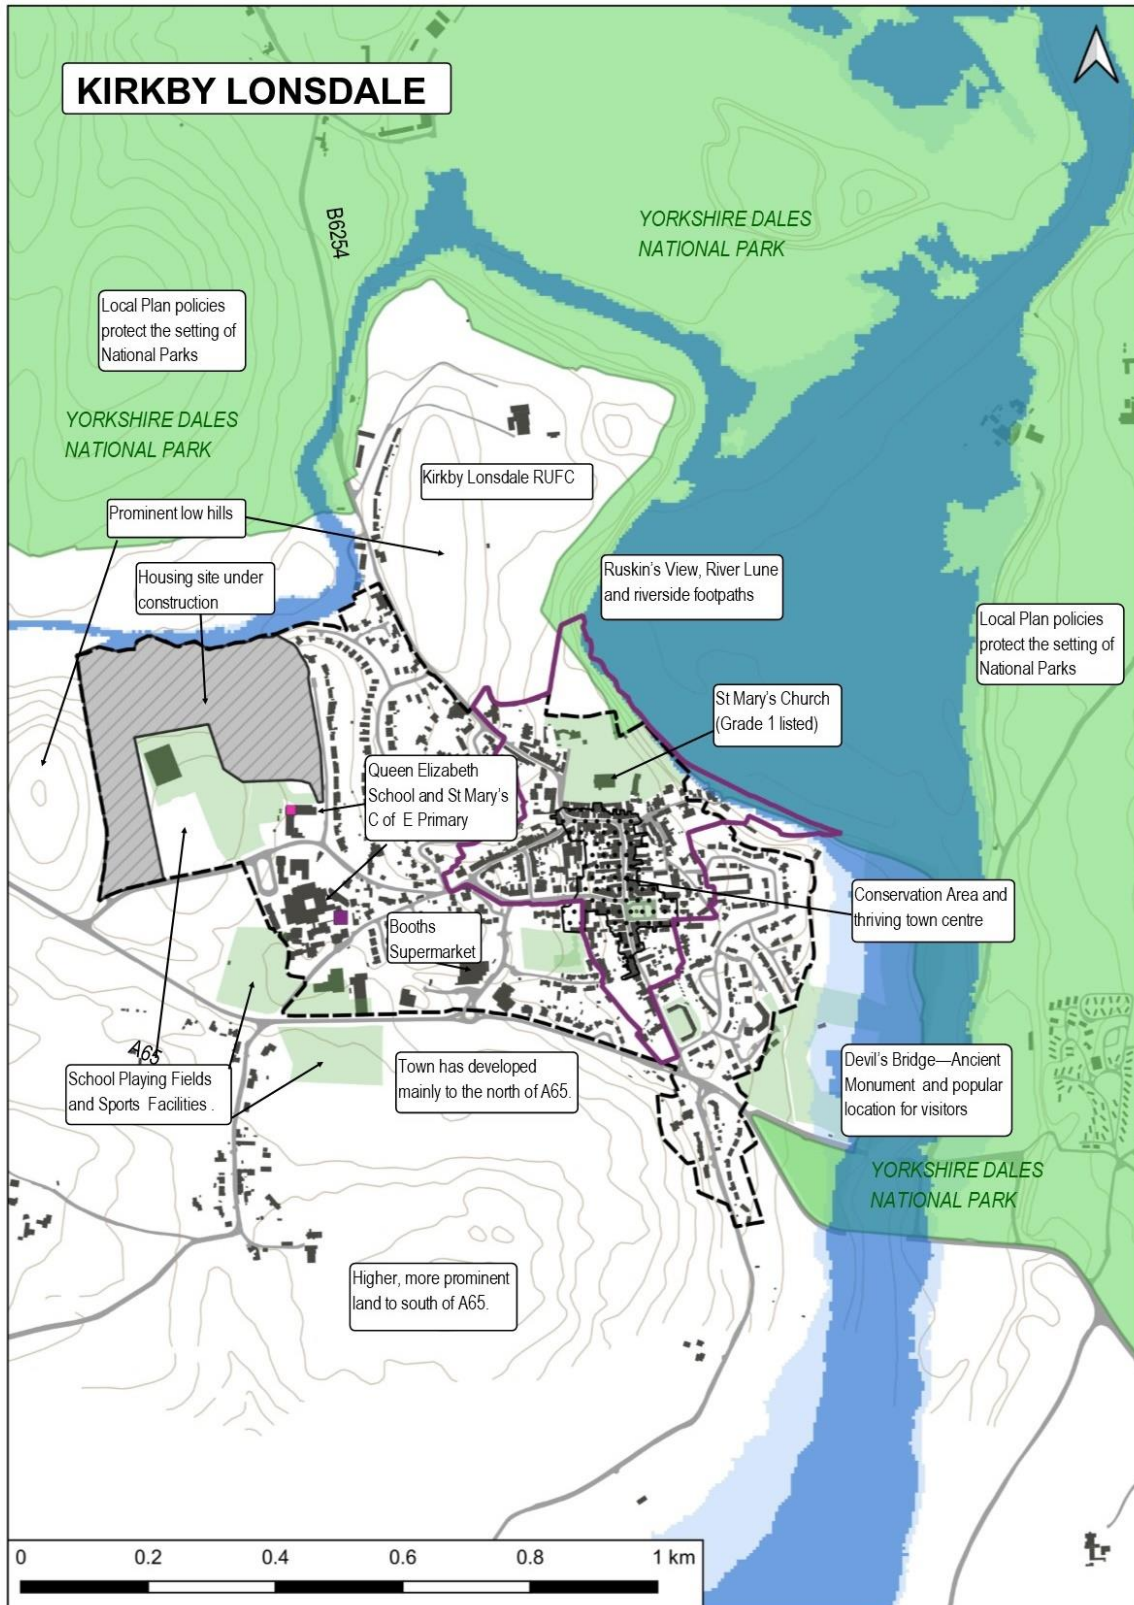 KIRKBY LONSDALE
B6254
YORKSHIRE DALES
NATIONAL PARK
Local Plan policies
protect the setting of
National Parks
YORKSHIRE DALES
NATIONAL PARK
Kirkby Lonsdale RUFC
Prominent low hills
Housing site under
construction
Ruskin's View, River Lune
and riverside footpaths
Local Plan policies
protect the setting of
National Parks
St Mary's Church
(Grade 1 listed)
Queen Elizabeth
School and St Mary's
C of E Primary
Conservation Area and
thriving town centre
Booths
Supermarket
A65
School Playing Fields
and Sports Facilities .
Town has developed
mainly to the north of A65.
Devil's Bridge—Ancient
Monument and popular
location for visitors
YORKSHIRE DALES
NATIONAL PARK
Higher, more prominent
land to south of A65.
0 0.2 0.4 0.6 0.8 1 km